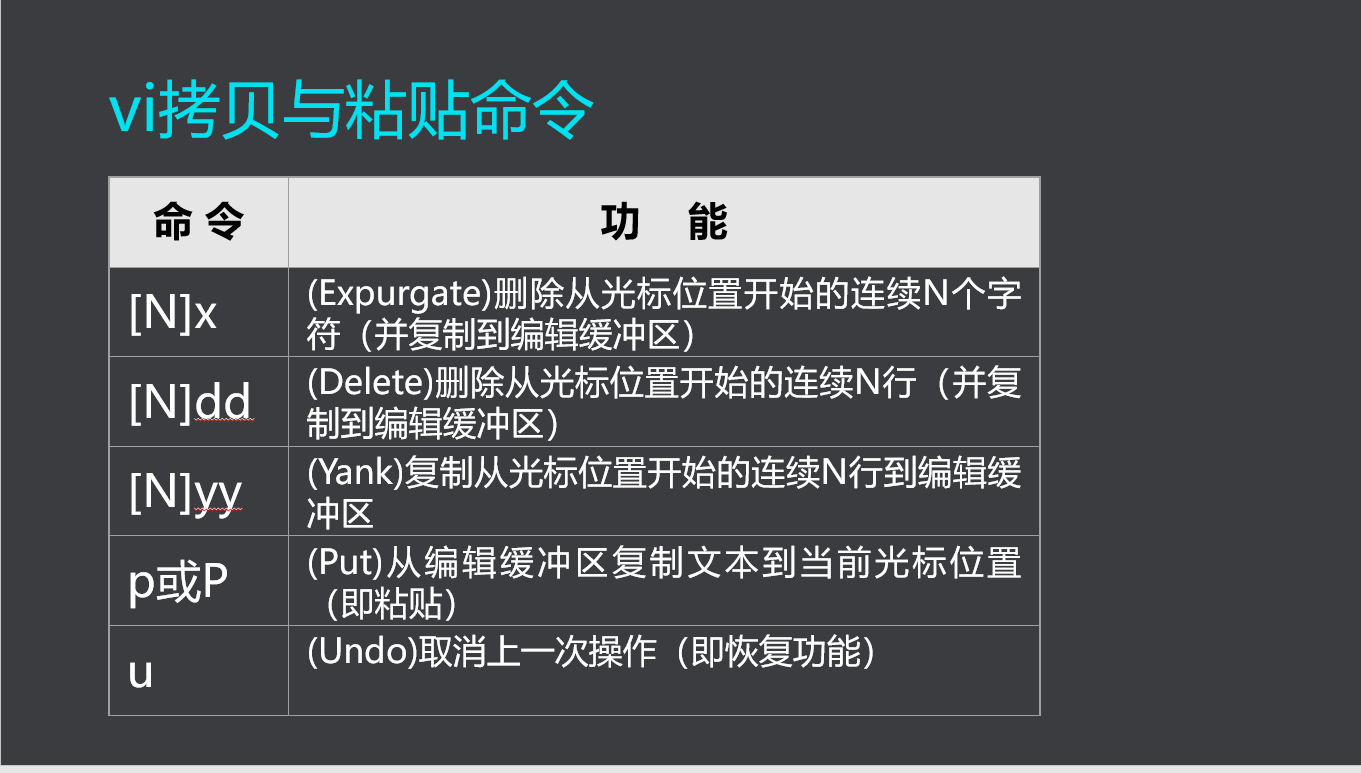 vi拷贝与粘贴命令
命 令
功 能
[N]x
(Expurgate)删除从光标位置开始的连续N个字
符（并复制到编辑缓冲区）
[N]dd
(Delete)删除从光标位置开始的连续N行（并复
制到编辑缓冲区）
[N]yy
(Yank)复制从光标位置开始的连续N行到编辑缓
冲区
p或P
(Put)从编辑缓冲区复制文本到当前光标位置
（即粘贴）
u
(Undo)取消上一次操作（即恢复功能）